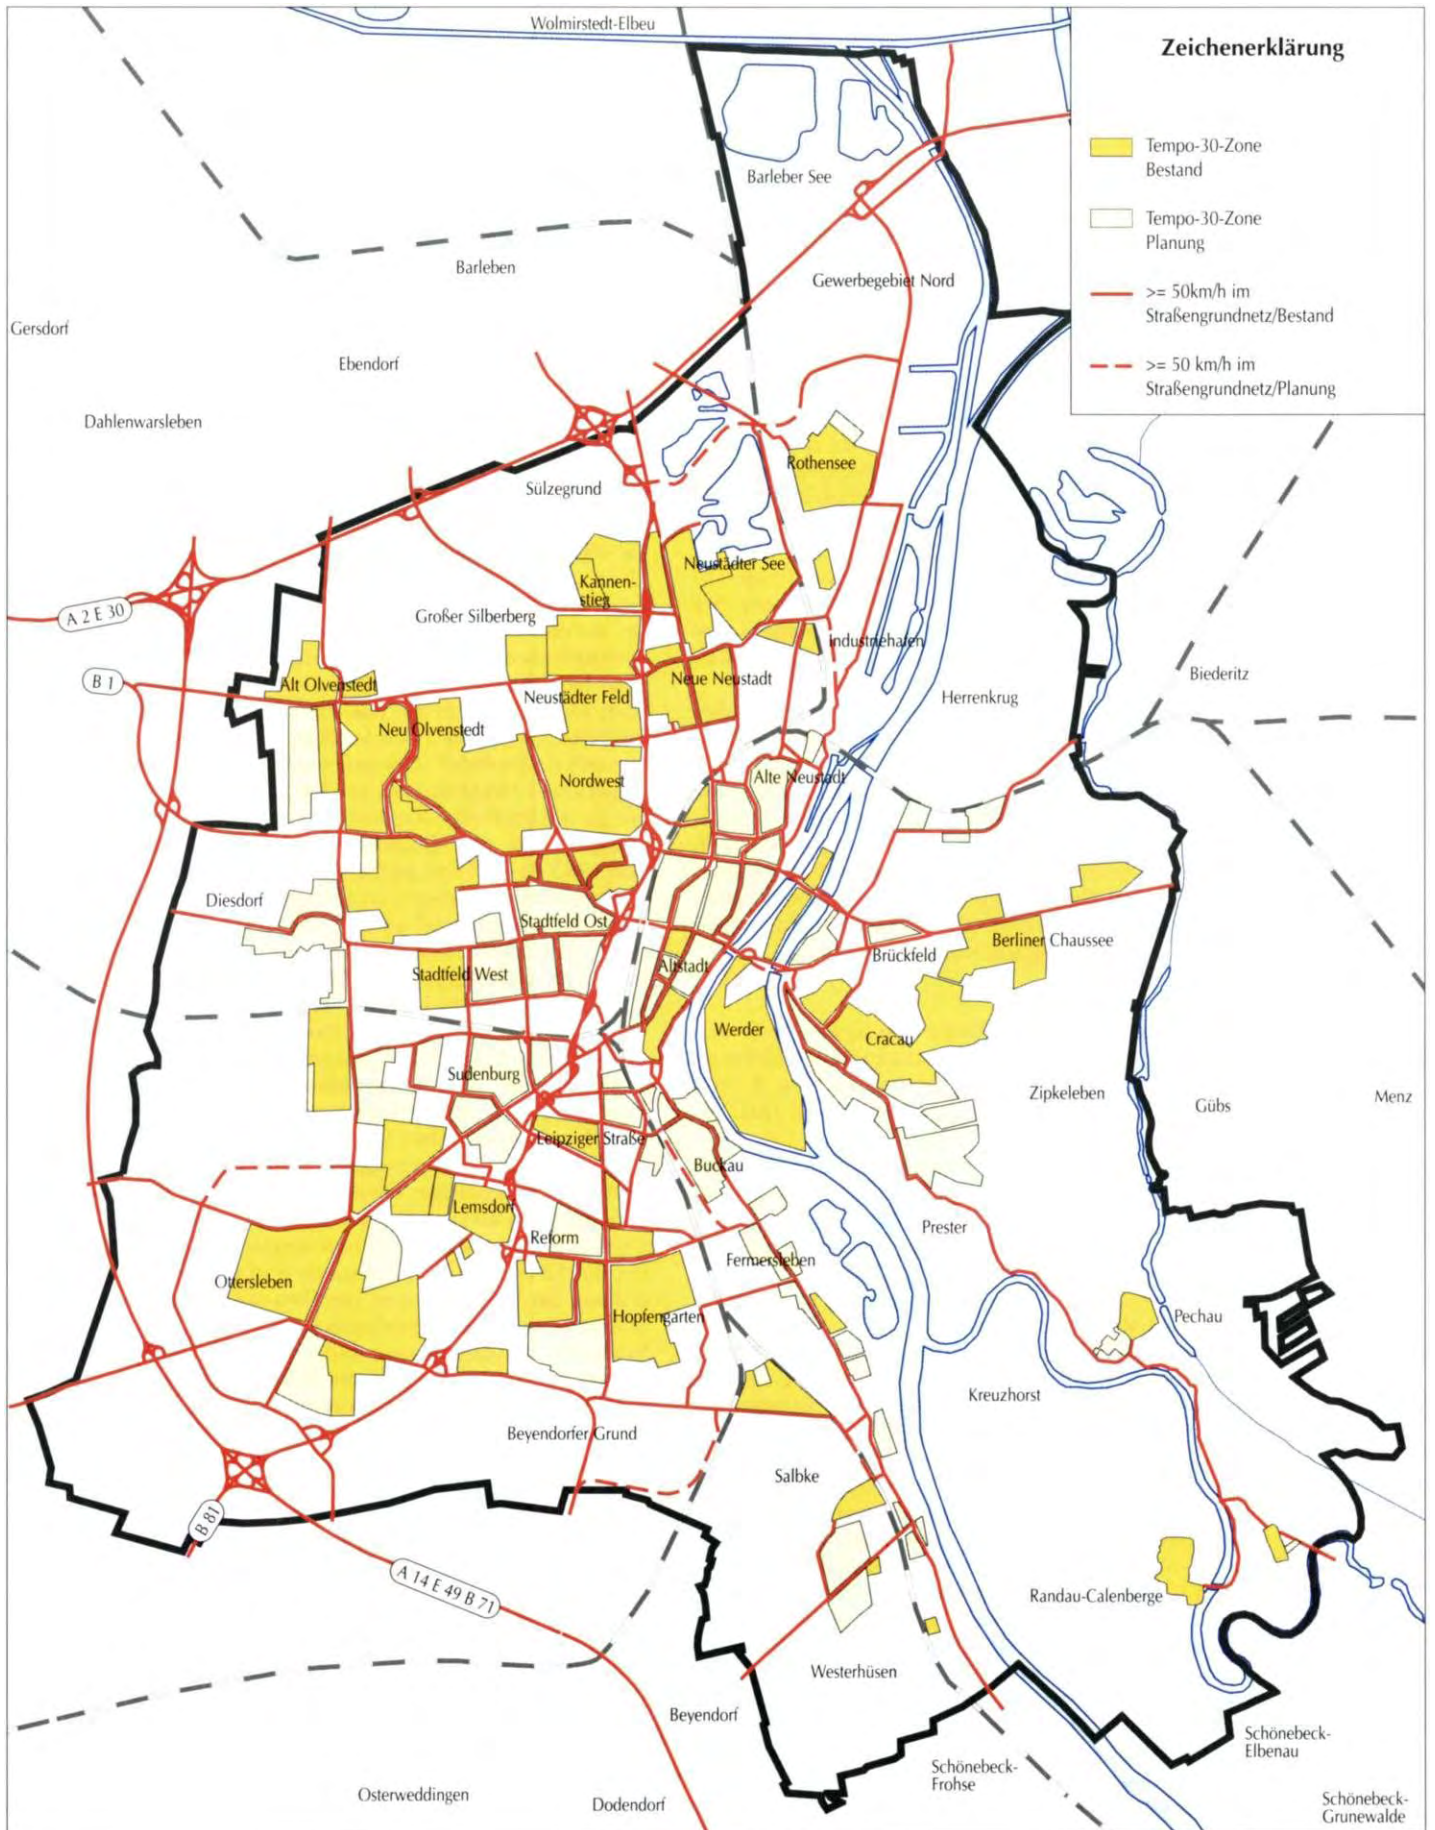 Wolmirstedt-Elbeu
Zeichenerklärung
Tempo-30-Zone
Bestand
Tempo-30-Zone
Planung
>= 50km/h im
Straßengrundnetz/Bestand
>= 50 km/h im
Straßengrundnetz/Planung
Barleber See
Barleben
Gewerbegebiet Nord
Gersdorf
Ebendorf
Dahlenwarsleben
Rothensee
Sülzegrund
Neustädter See
Kannen-
stieg
A 2 E 30
Großer Silberberg
Industriehafen
B 1
Alt Olvenstedt
Neue Neustadt
Biederitz
Neustädter Feld
Herrenkrug
Neu Olvenstedt
Nordwest
Alte Neustadt
Diesdorf
Stadtfeld Ost
Berliner Chaussee
Brückfeld
Stadtfeld West
Altstadt
Werder
Cracau
Sudenburg
Zipkeleben
Gübs
Menz
Leipziger Straße
Buckau
Lemsdorf
Reform
Prester
Fermersleben
Ottersleben
Hopfengarten
Pechau
Kreuzhorst
Beyendorfer Grund
Salbke
B 81
A 14 E 49 B 71
Randau-Calenberge
Westerhüsen
Beyendorf
Schönebeck-
Elbenau
Schönebeck-
Frohse
Osterweddingen
Dodendorf
Schönebeck-
Grunewalde